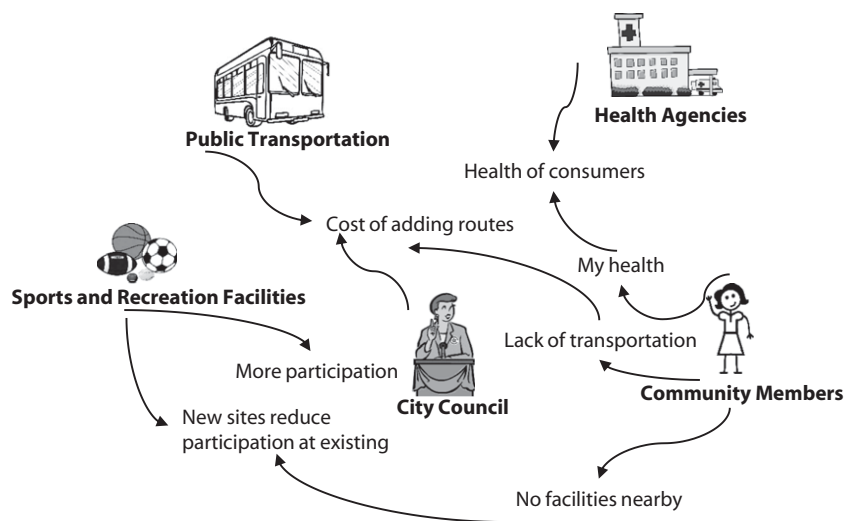 Health Agencies
Public Transportation
Health of consumers
Cost of adding routes
My health
Sports and Recreation Facilities
Lack of transportation
More participation
City Council
Community Members
New sites reduce
participation at existing
No facilities nearby